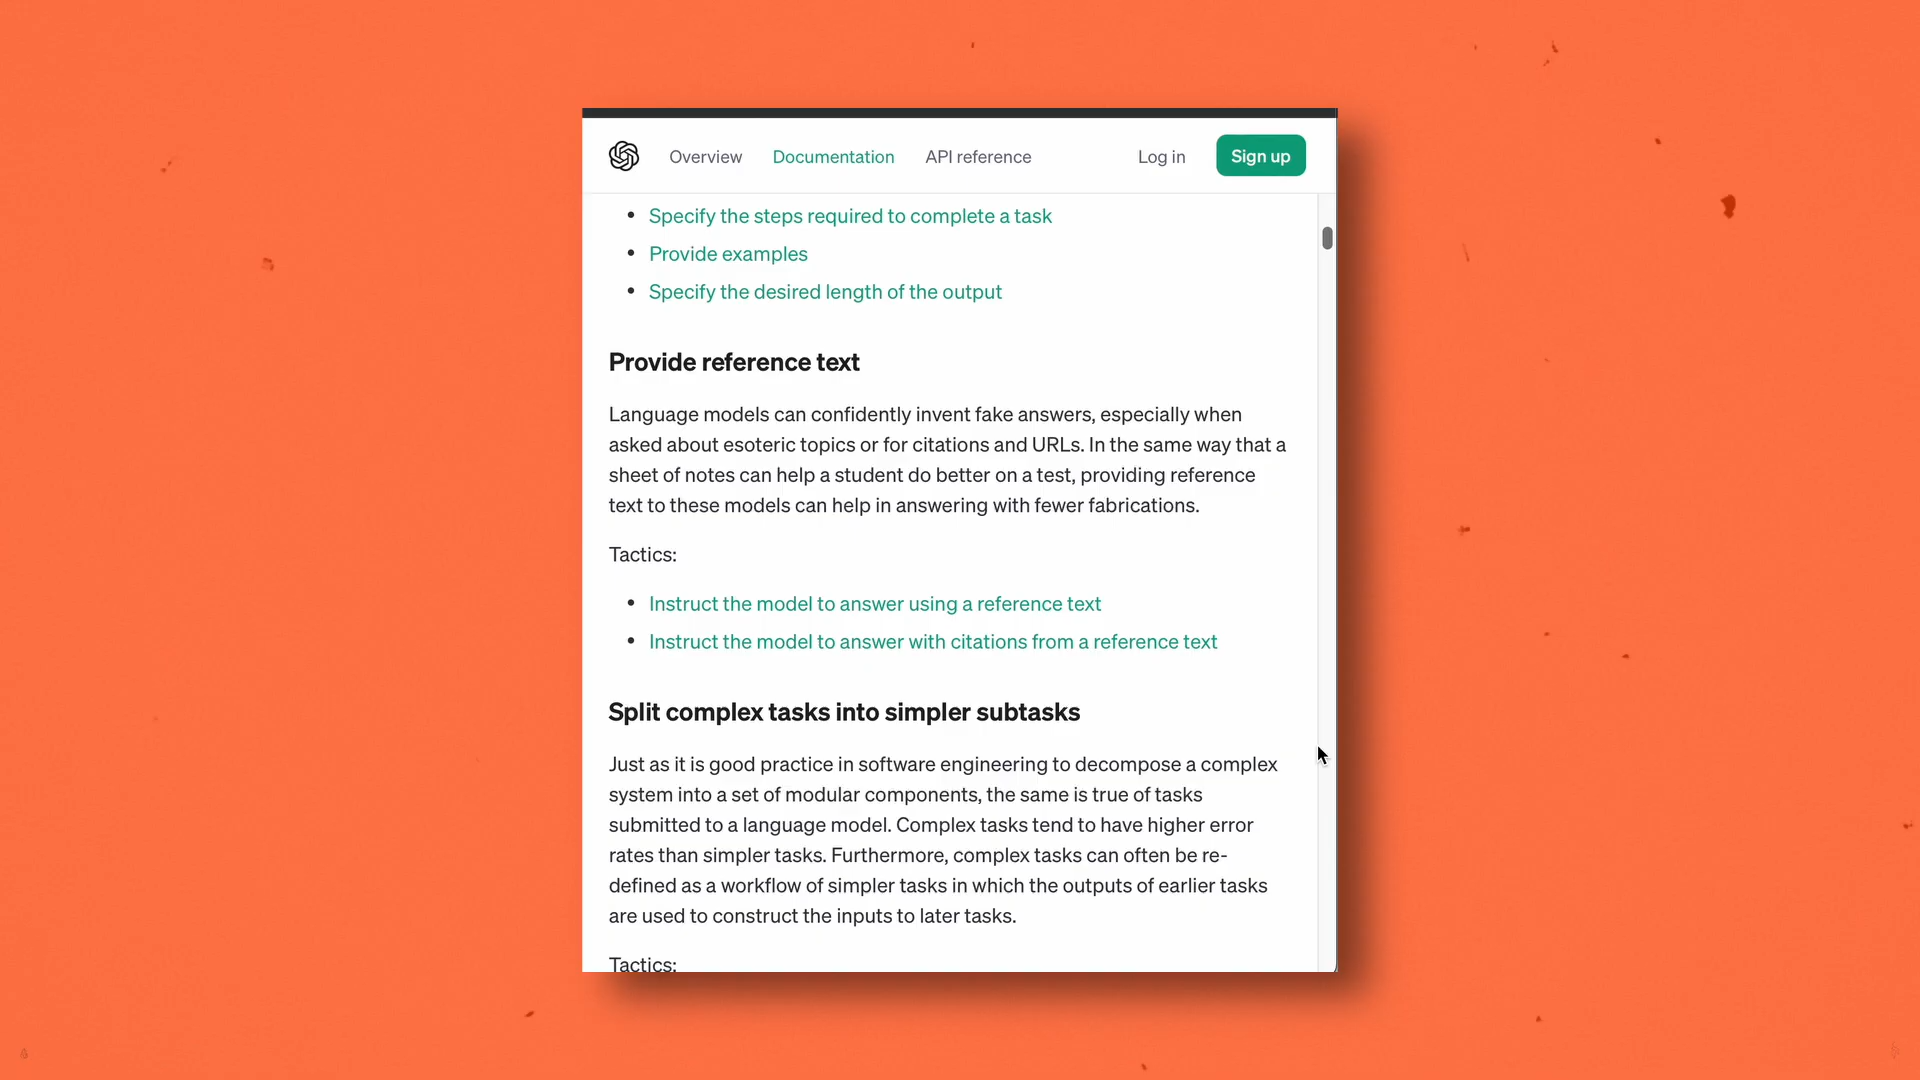 Overview Documentation API reference Log in Sign up
Specify the steps required to complete a task
Provide examples
Specify the desired length of the output
Provide reference text
Language models can confidently invent fake answers, especially when
asked about esoteric topics or for citations and URLs. In the same way that a
sheet of notes can help a student do better on a test, providing reference
text to these models can help in answering with fewer fabrications.
Tactics:
Instruct the model to answer using a reference text
Instruct the model to answer with citations from a reference text
Split complex tasks into simpler subtasks
Just as it is good practice in software engineering to decompose a complex
system into a set of modular components, the same is true of tasks
submitted to a language model. Complex tasks tend to have higher error
rates than simpler tasks. Furthermore, complex tasks can often be re-
defined as a workflow of simpler tasks in which the outputs of earlier tasks
are used to construct the inputs to later tasks.
Tactics: